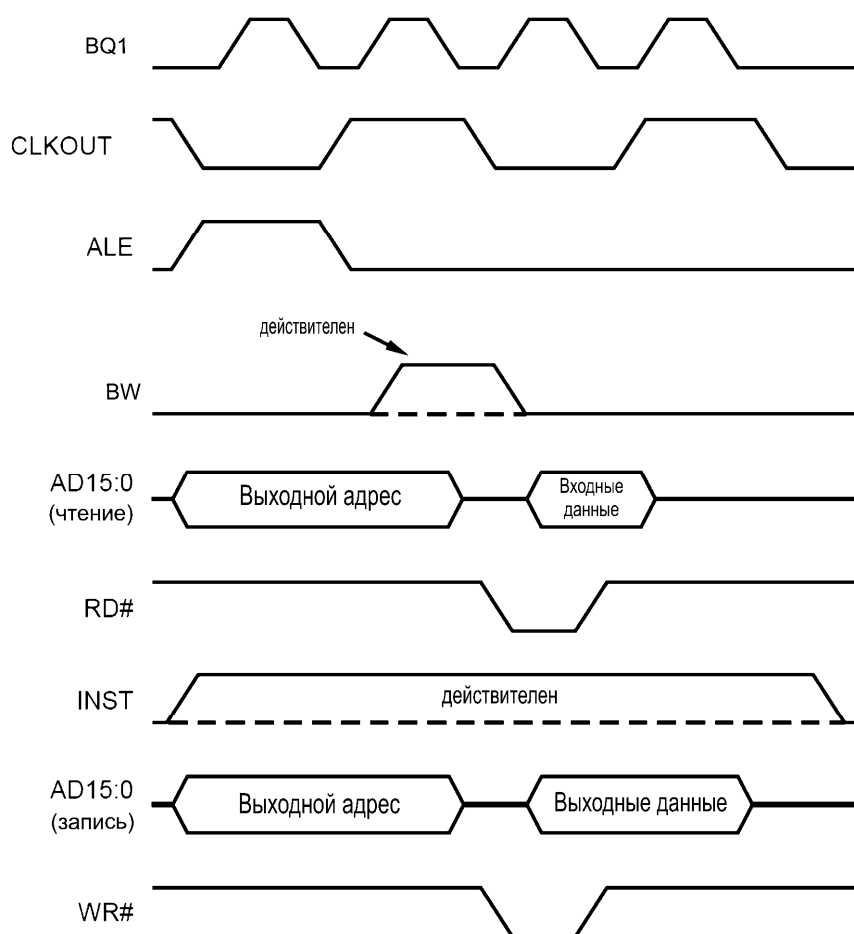 BQ1
CLKOUT
ALE
действителен
BW
AD15:0
(чтение)
Выходной адрес
Входные
данные
RD#
INST
действителен
AD15:0
(запись)
Выходной адрес
Выходные данные
WR#